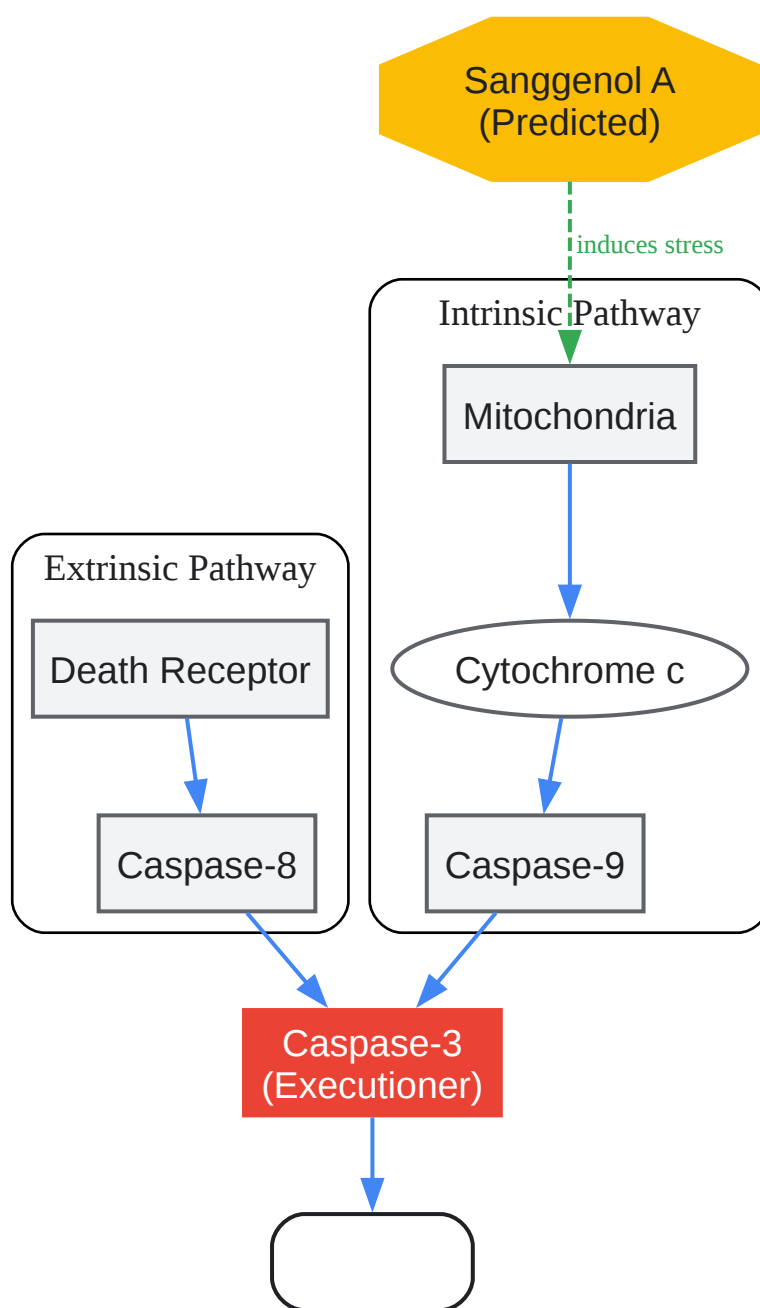 Sanggenol A
(Predicted)
induces stress
Intrinsic Pathway
Mitochondria
Extrinsic Pathway
Death Receptor
Cytochrome c
Caspase-8
Caspase-9
Caspase-3
(Executioner)